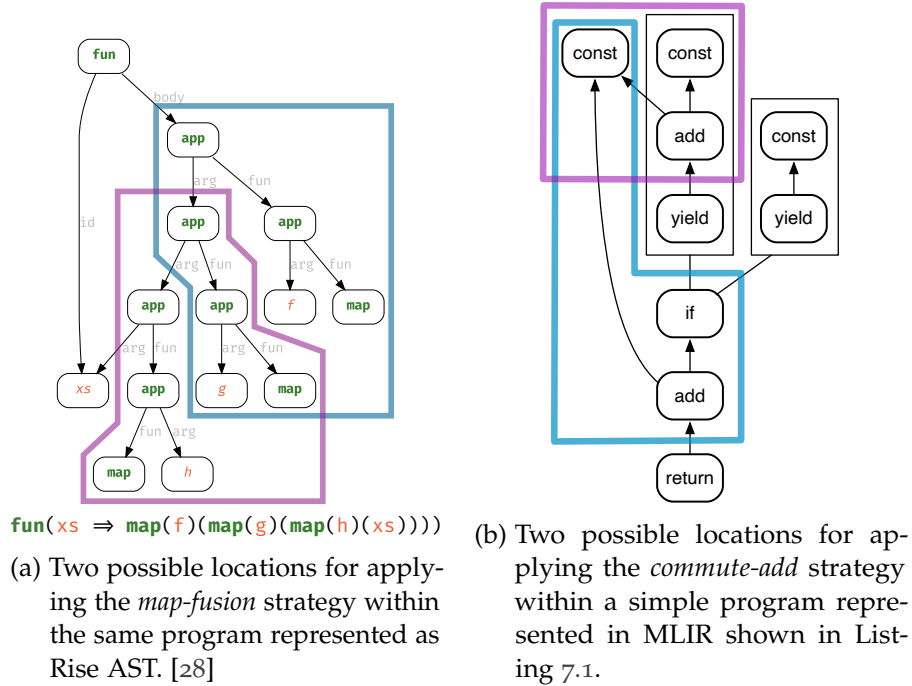 fun
body
app
arg
fun
id
app
app
arg
fun
arg
fun
app
app
f
map
arg
fun
arg
fun
xs
app
g
map
fun
arg
map
h
fun(xs ⇒ map(f)(map(g)(map(h)(xs))))
(a) Two possible locations for apply-
ing the map-fusion strategy within
the same program represented as
Rise AST. [28]
const
const
add
const
yield
yield
if
add
return
(b) Two possible locations for ap-
plying the commute-add strategy
within a simple program repre-
sented in MLIR shown in List-
ing 7.1.